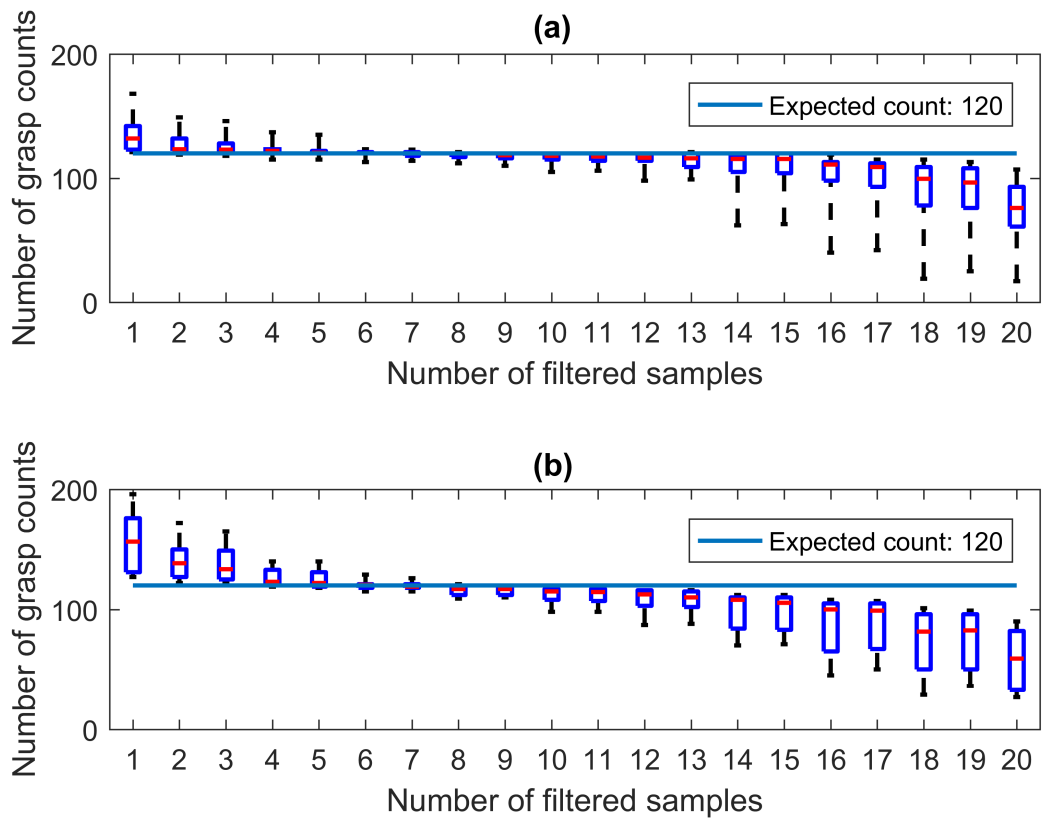 (a)
Number of grasp counts
200
100
0
Expected count: 120
1 2 3 4 5 6 7 8 9 10 11 12 13 14 15 16 17 18 19 20
Number of filtered samples
(b)
Number of grasp counts
200
100
0
Expected count: 120
1 2 3 4 5 6 7 8 9 10 11 12 13 14 15 16 17 18 19 20
Number of filtered samples